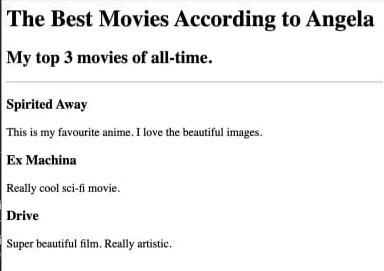 The Best Movies According to Angela
My top 3 movies of all-time.
Spirited Away
This is my favourite anime. I love the beautiful images.
Ex Machina
Really cool sci-fi movie.
Drive
Super beautiful film. Really artistic.